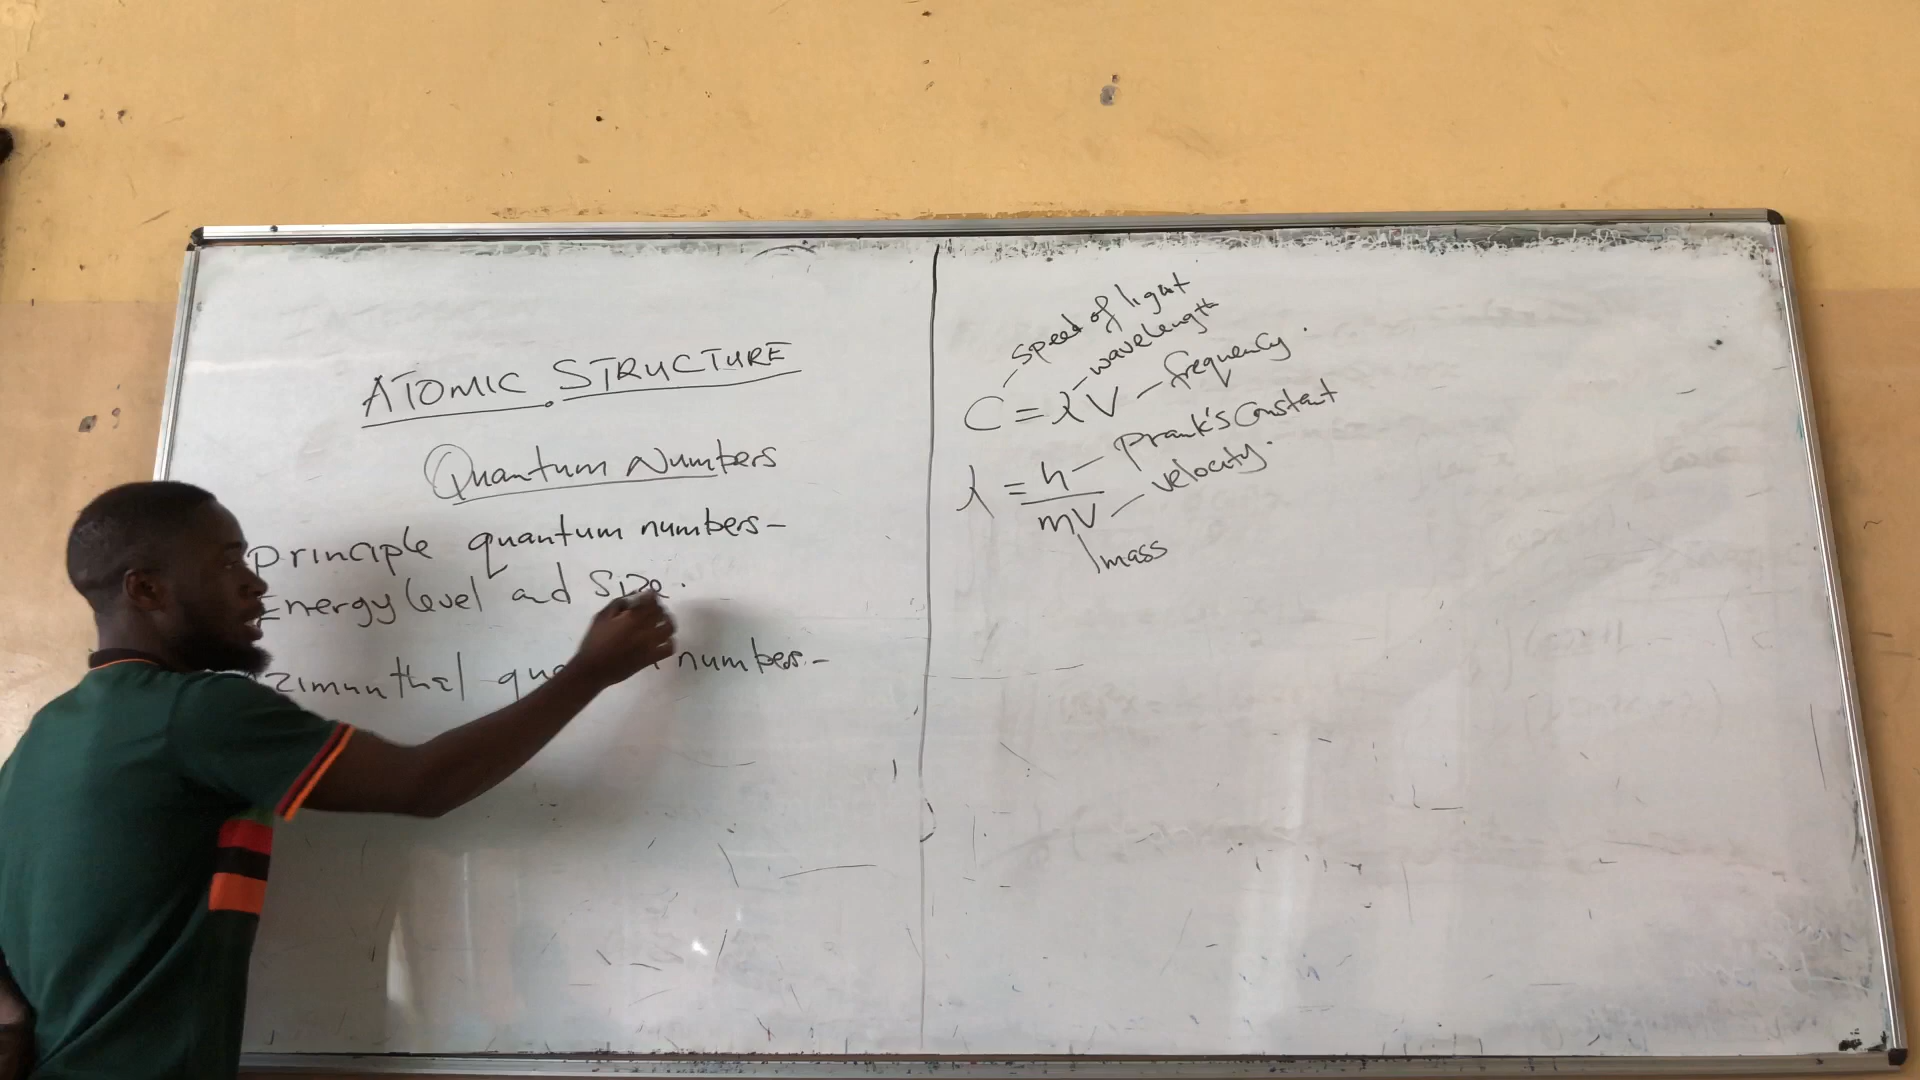 ATOMIC STRUCTURE
Quantum Numbers
principle quantum numbers-
Energy level and Size.
numbers.-
speed of light
wavelength
C = λV - frequency.
λ = h - prank's Constant
mV - velocity.
mass